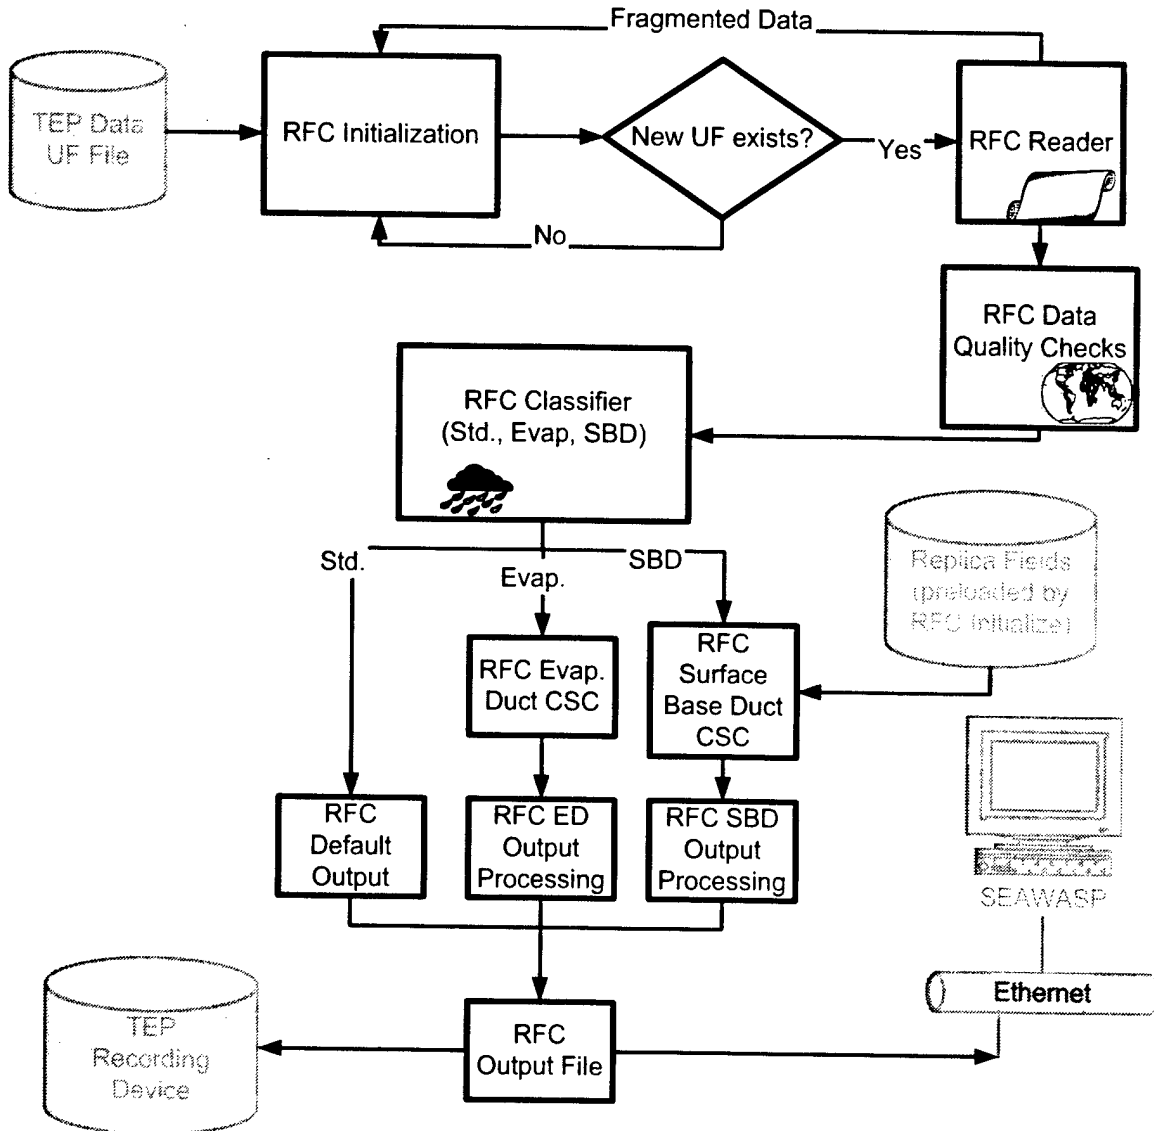 Fragmented Data
TEP Data
UF File
RFC Initialization
New UF exists?
Yes
RFC Reader
No
RFC Data
Quality Checks
RFC Classifier
(Std., Evap, SBD)
Std.
Evap.
SBD
Replica Fields
(preloaded by
RFC Initialize)
RFC Evap.
Duct CSC
RFC
Surface
Base Duct
CSC
RFC
Default
Output
RFC ED
Output
Processing
RFC SBD
Output
Processing
SEAWASP
Ethernet
TEP
Recording
Device
RFC
Output File